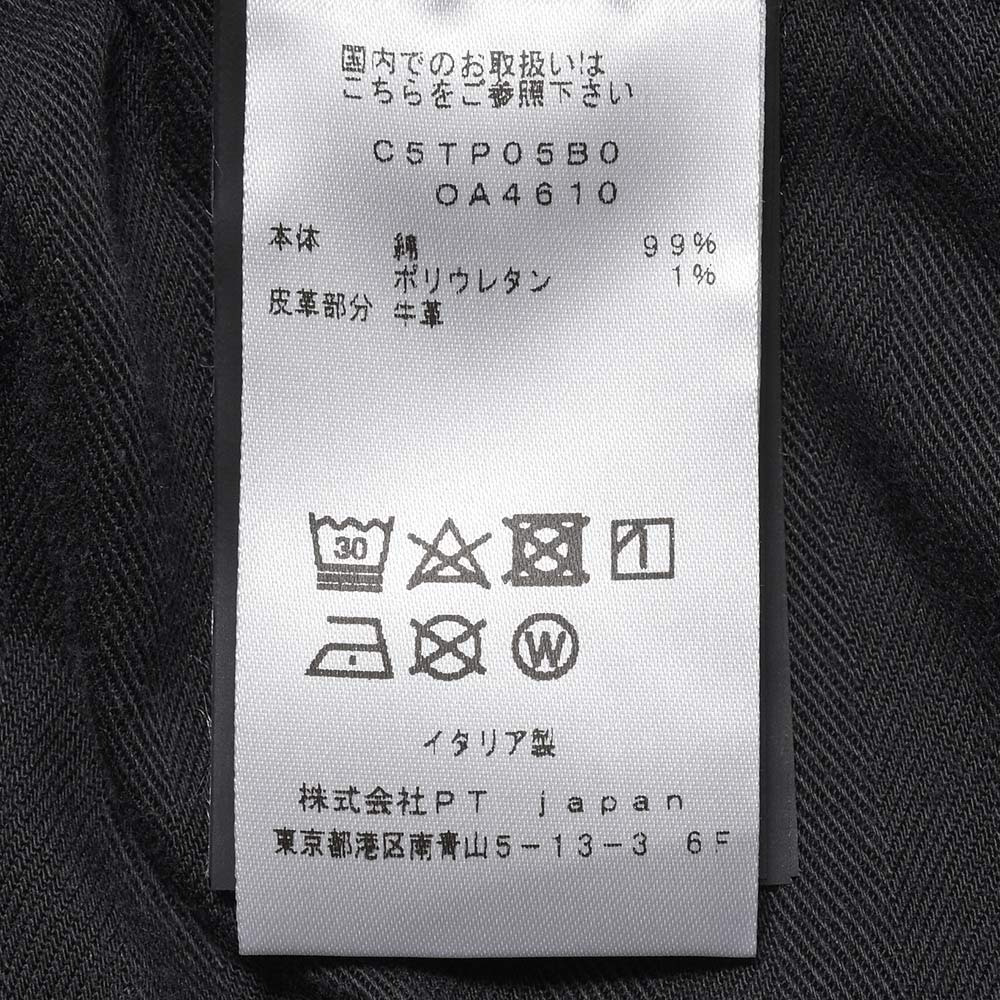 国内でのお取扱いは
こちらをご参照下さい
C5TP05B0
0A4610
本体 綿 99%
ポリウレタン 1%
皮革部分 牛革
30
W
イタリア製
株式会社PT japan
東京都港区南青山5-13-3 6F